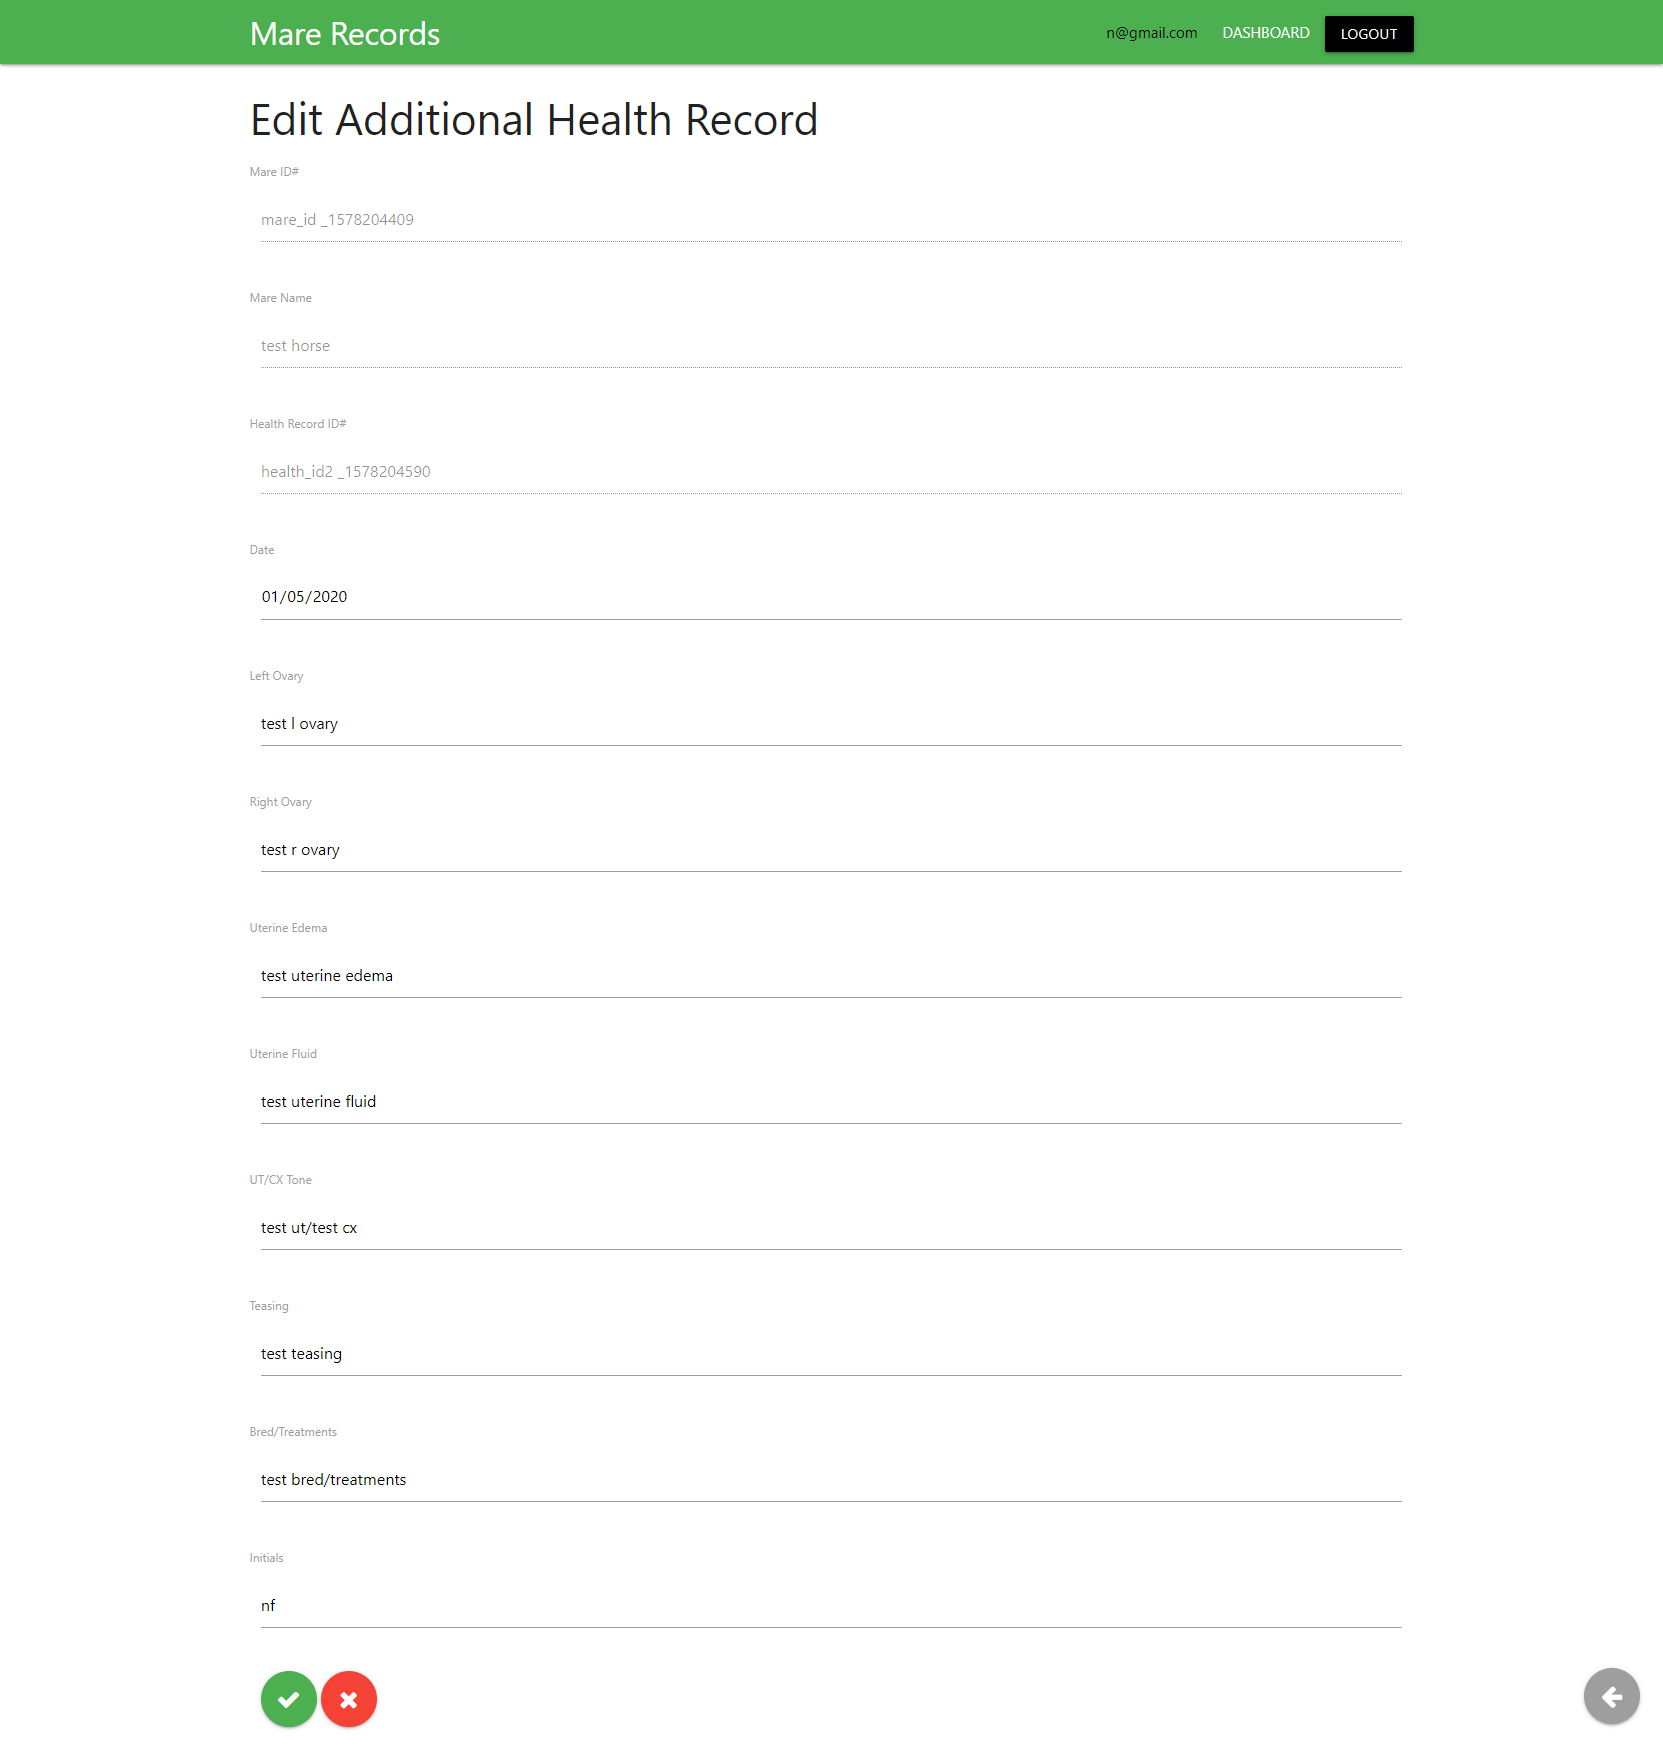 Mare Records
n@gmail.com DASHBOARD LOGOUT
Edit Additional Health Record
Mare ID#
mare_id _1578204409
Mare Name
test horse
Health Record ID#
health_id2 _1578204590
Date
01/05/2020
Left Ovary
test l ovary
Right Ovary
test r ovary
Uterine Edema
test uterine edema
Uterine Fluid
test uterine fluid
UT/CX Tone
test ut/test cx
Teasing
test teasing
Bred/Treatments
test bred/treatments
Initials
nf